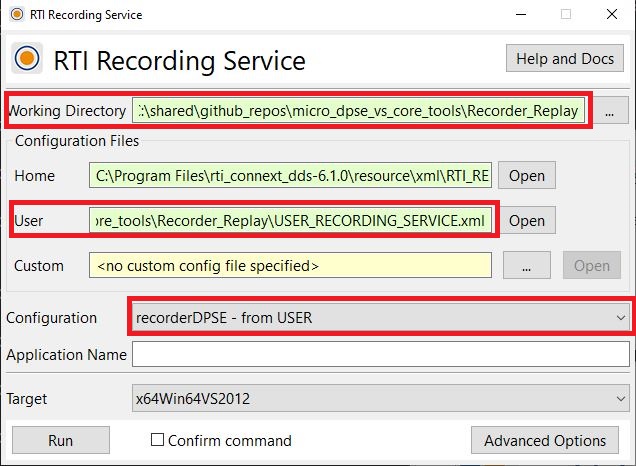 RTI Recording Service
RTI Recording Service
Help and Docs
Working Directory :\shared\github_repos\micro_dpse_vs_core_tools\Recorder_Replay ...
Configuration Files
Home C:\Program Files\rti_connext_dds-6.1.0\resource\xml\RTI_RE Open
User ore_tools\Recorder_Replay\USER_RECORDING_SERVICE.xml Open
Custom <no custom config file specified> ... Open
Configuration recorderDPSE - from USER
Application Name
Target x64Win64VS2012
Run Confirm command Advanced Options